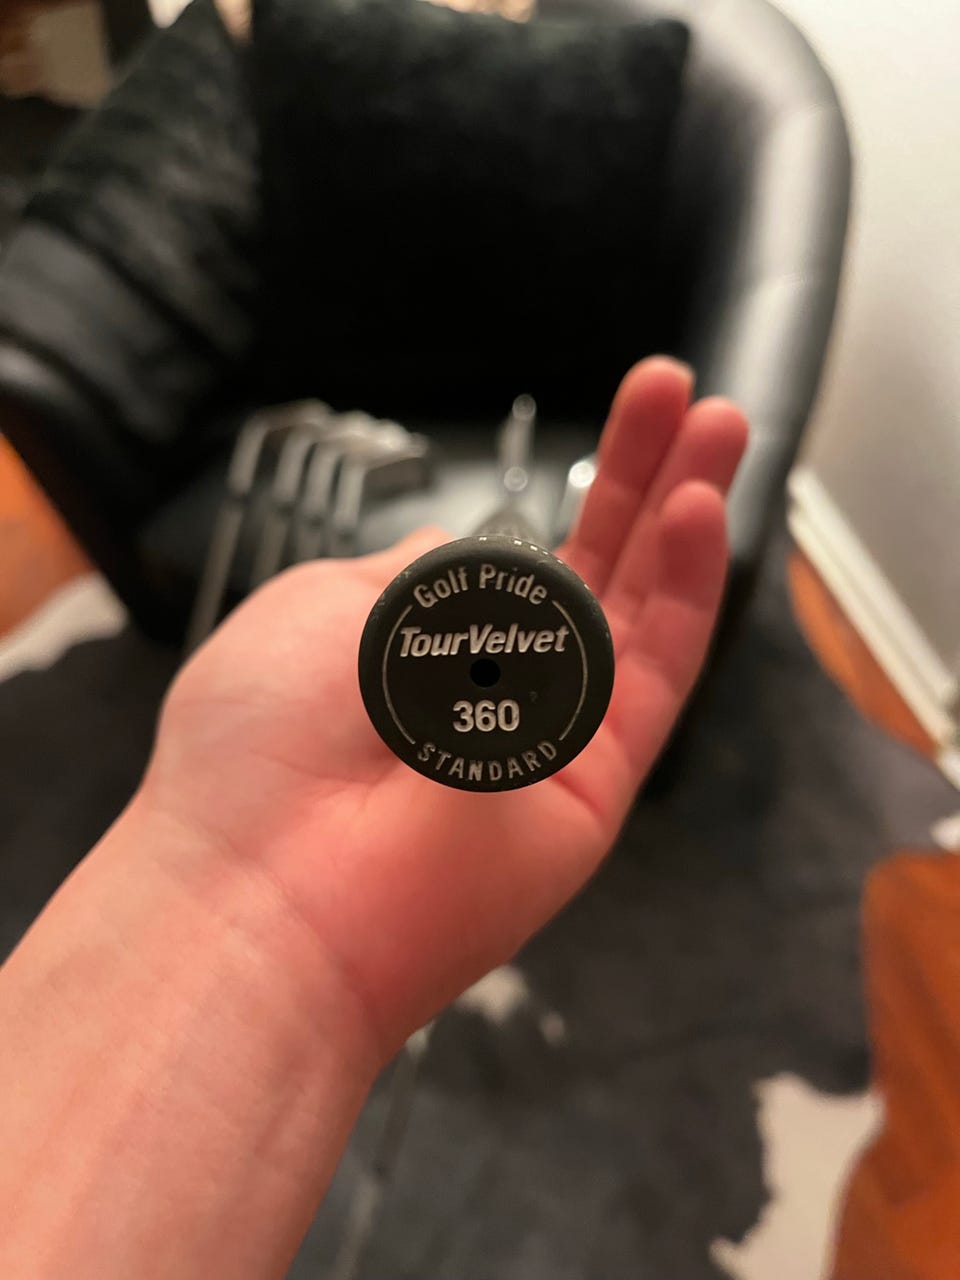 Golf Pride
TourVelvet
360
STANDARD